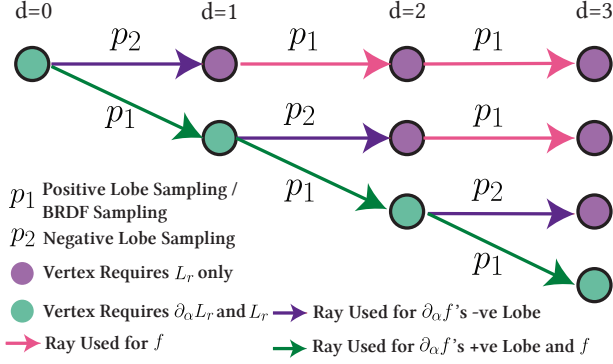 d=0 d=1 d=2 d=3
p₂ p₁ p₁
p₁ p₂ p₁
p₁ p₂
p₁
p₁ Positive Lobe Sampling /
BRDF Sampling
p₂ Negative Lobe Sampling
Vertex Requires Lᵣ only
Vertex Requires ∂αLᵣ and Lᵣ
Ray Used for ∂αf's -ve Lobe
Ray Used for f
Ray Used for ∂αf's +ve Lobe and f